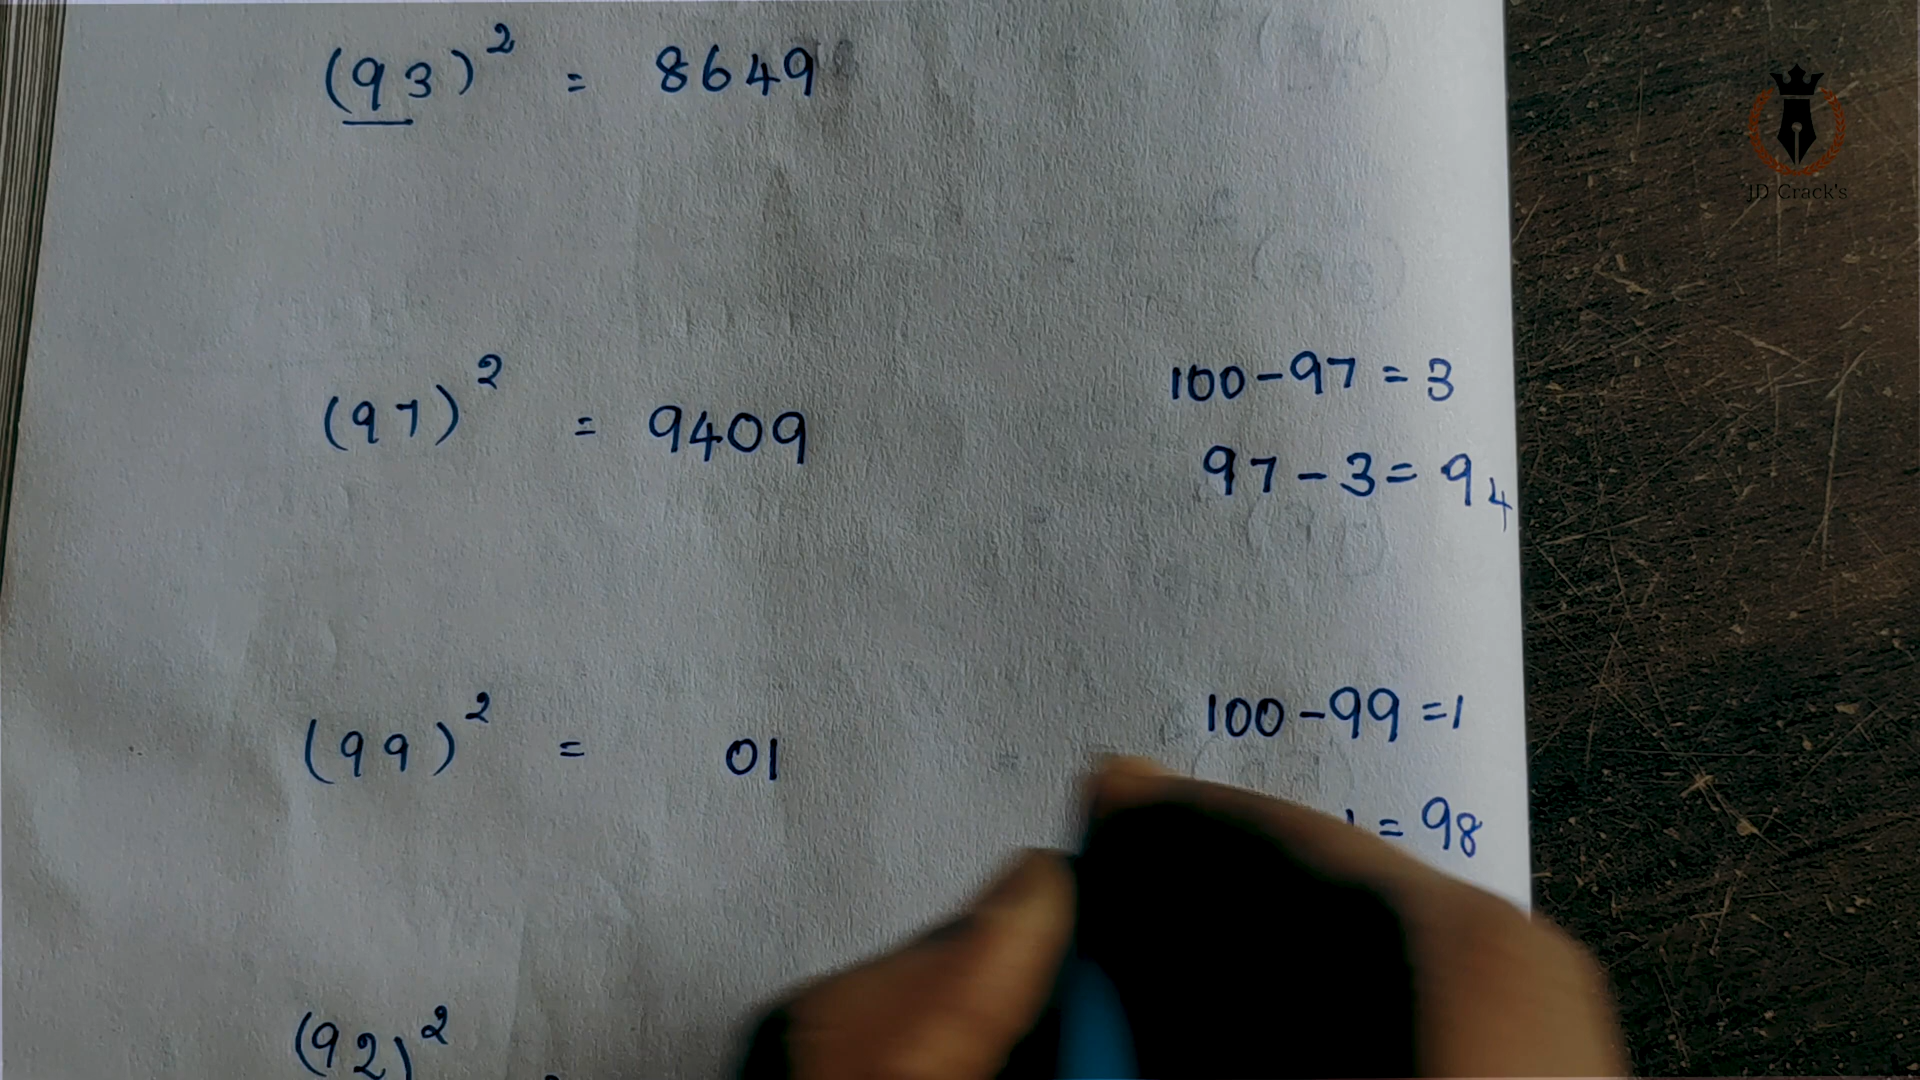 (93)² = 8649
100-97 = 3
(97)² = 9409
97-3 = 94
100-99 = 1
(99)² = 01
1 = 98
(92)²
JD Crack's